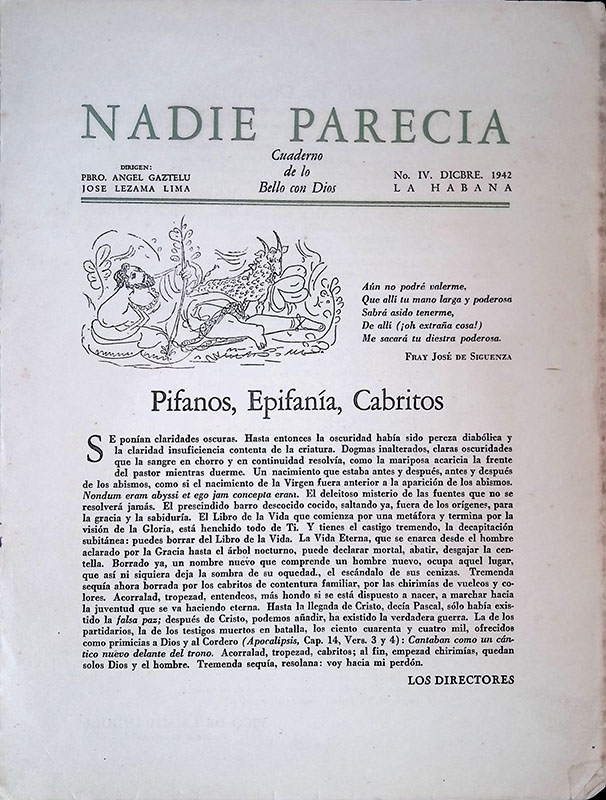 NADIE PARECIA
DIRIGEN:
PBRO. ANGEL GAZTELU
JOSE LEZAMA LIMA
Cuaderno
de lo
Bello con Dios
No. IV. DICBRE. 1942
LA HABANA
Aún no podré valerme,
Que allí tu mano larga y poderosa
Sabrá asido tenerme,
De allí (¡oh extraña cosa!)
Me sacará tu diestra poderosa.
FRAY JOSÉ DE SIGUENZA
Pifanos, Epifanía, Cabritos
SE ponían claridades oscuras. Hasta entonces la oscuridad había sido pereza diabólica y
la claridad insuficiencia contenta de la criatura. Dogmas inalterados, claras oscuridades
que la sangre en chorro y en continuidad resolvía, como la mariposa acaricia la frente
del pastor mientras duerme. Un nacimiento que estaba antes y después, antes y después
de los abismos, como si el nacimiento de la Virgen fuera anterior a la aparición de los abismos.
Nondum eram abyssi et ego jam concepta eram. El deleitoso misterio de las fuentes que no se
resolverá jamás. El prescindido barro descocido cocido, saltando ya, fuera de los orígenes, para
la gracia y la sabiduría. El Libro de la Vida que comienza por una metáfora y termina por la
visión de la Gloria, está henchido todo de Ti. Y tienes el castigo tremendo, la decapitación
subitánea: puedes borrar del Libro de la Vida. La Vida Eterna, que se enarca desde el hombre
aclarado por la Gracia hasta el árbol nocturno, puede declarar mortal, abatir, desgajar la cen-
tella. Borrado ya, un nombre nuevo que comprende un hombre nuevo, ocupa aquel lugar,
que así ni siquiera deja la sombra de su oquedad., el escándalo de sus cenizas. Tremenda
sequía ahora borrada por los cabritos de contentura familiar, por las chirimías de vuelcos y co-
lores. Acorralad, tropezad, entendeos, más hondo si se está dispuesto a nacer, a marchar hacia
la juventud que se va haciendo eterna. Hasta la llegada de Cristo, decía Pascal, sólo había exis-
tido la falsa paz; después de Cristo, podemos añadir, ha existido la verdadera guerra. La de los
partidarios, la de los testigos muertos en batalla, los ciento cuarenta y cuatro mil, ofrecidos
como primicias a Dios y al Cordero (Apocalipsis, Cap. 14, Vers. 3 y 4): Cantaban como un cán-
tico nuevo delante del trono. Acorralad, tropezad, cabritos; al fin, empezad chirimías, quedan
solos Dios y el hombre. Tremenda sequía, resolana: voy hacia mi perdón.
LOS DIRECTORES